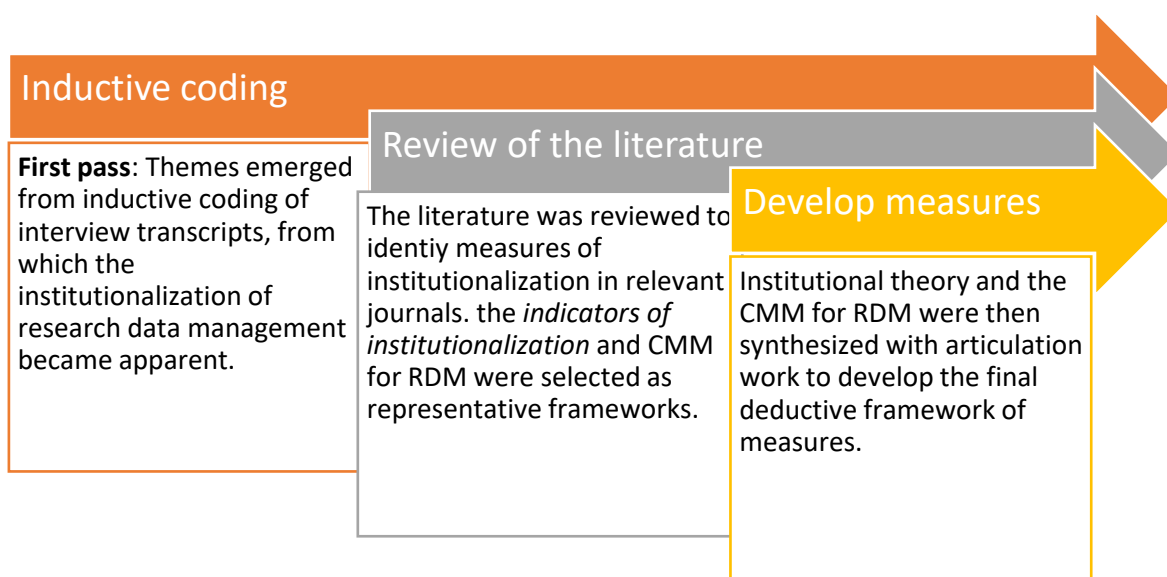 Inductive coding
First pass: Themes emerged
from inductive coding of
interview transcripts, from
which the
institutionalization of
research data management
became apparent.
Review of the literature
The literature was reviewed to
identiy measures of
institutionalization in relevant
journals. the indicators of
institutionalization and CMM
for RDM were selected as
representative frameworks.
Develop measures
Institutional theory and the
CMM for RDM were then
synthesized with articulation
work to develop the final
deductive framework of
measures.